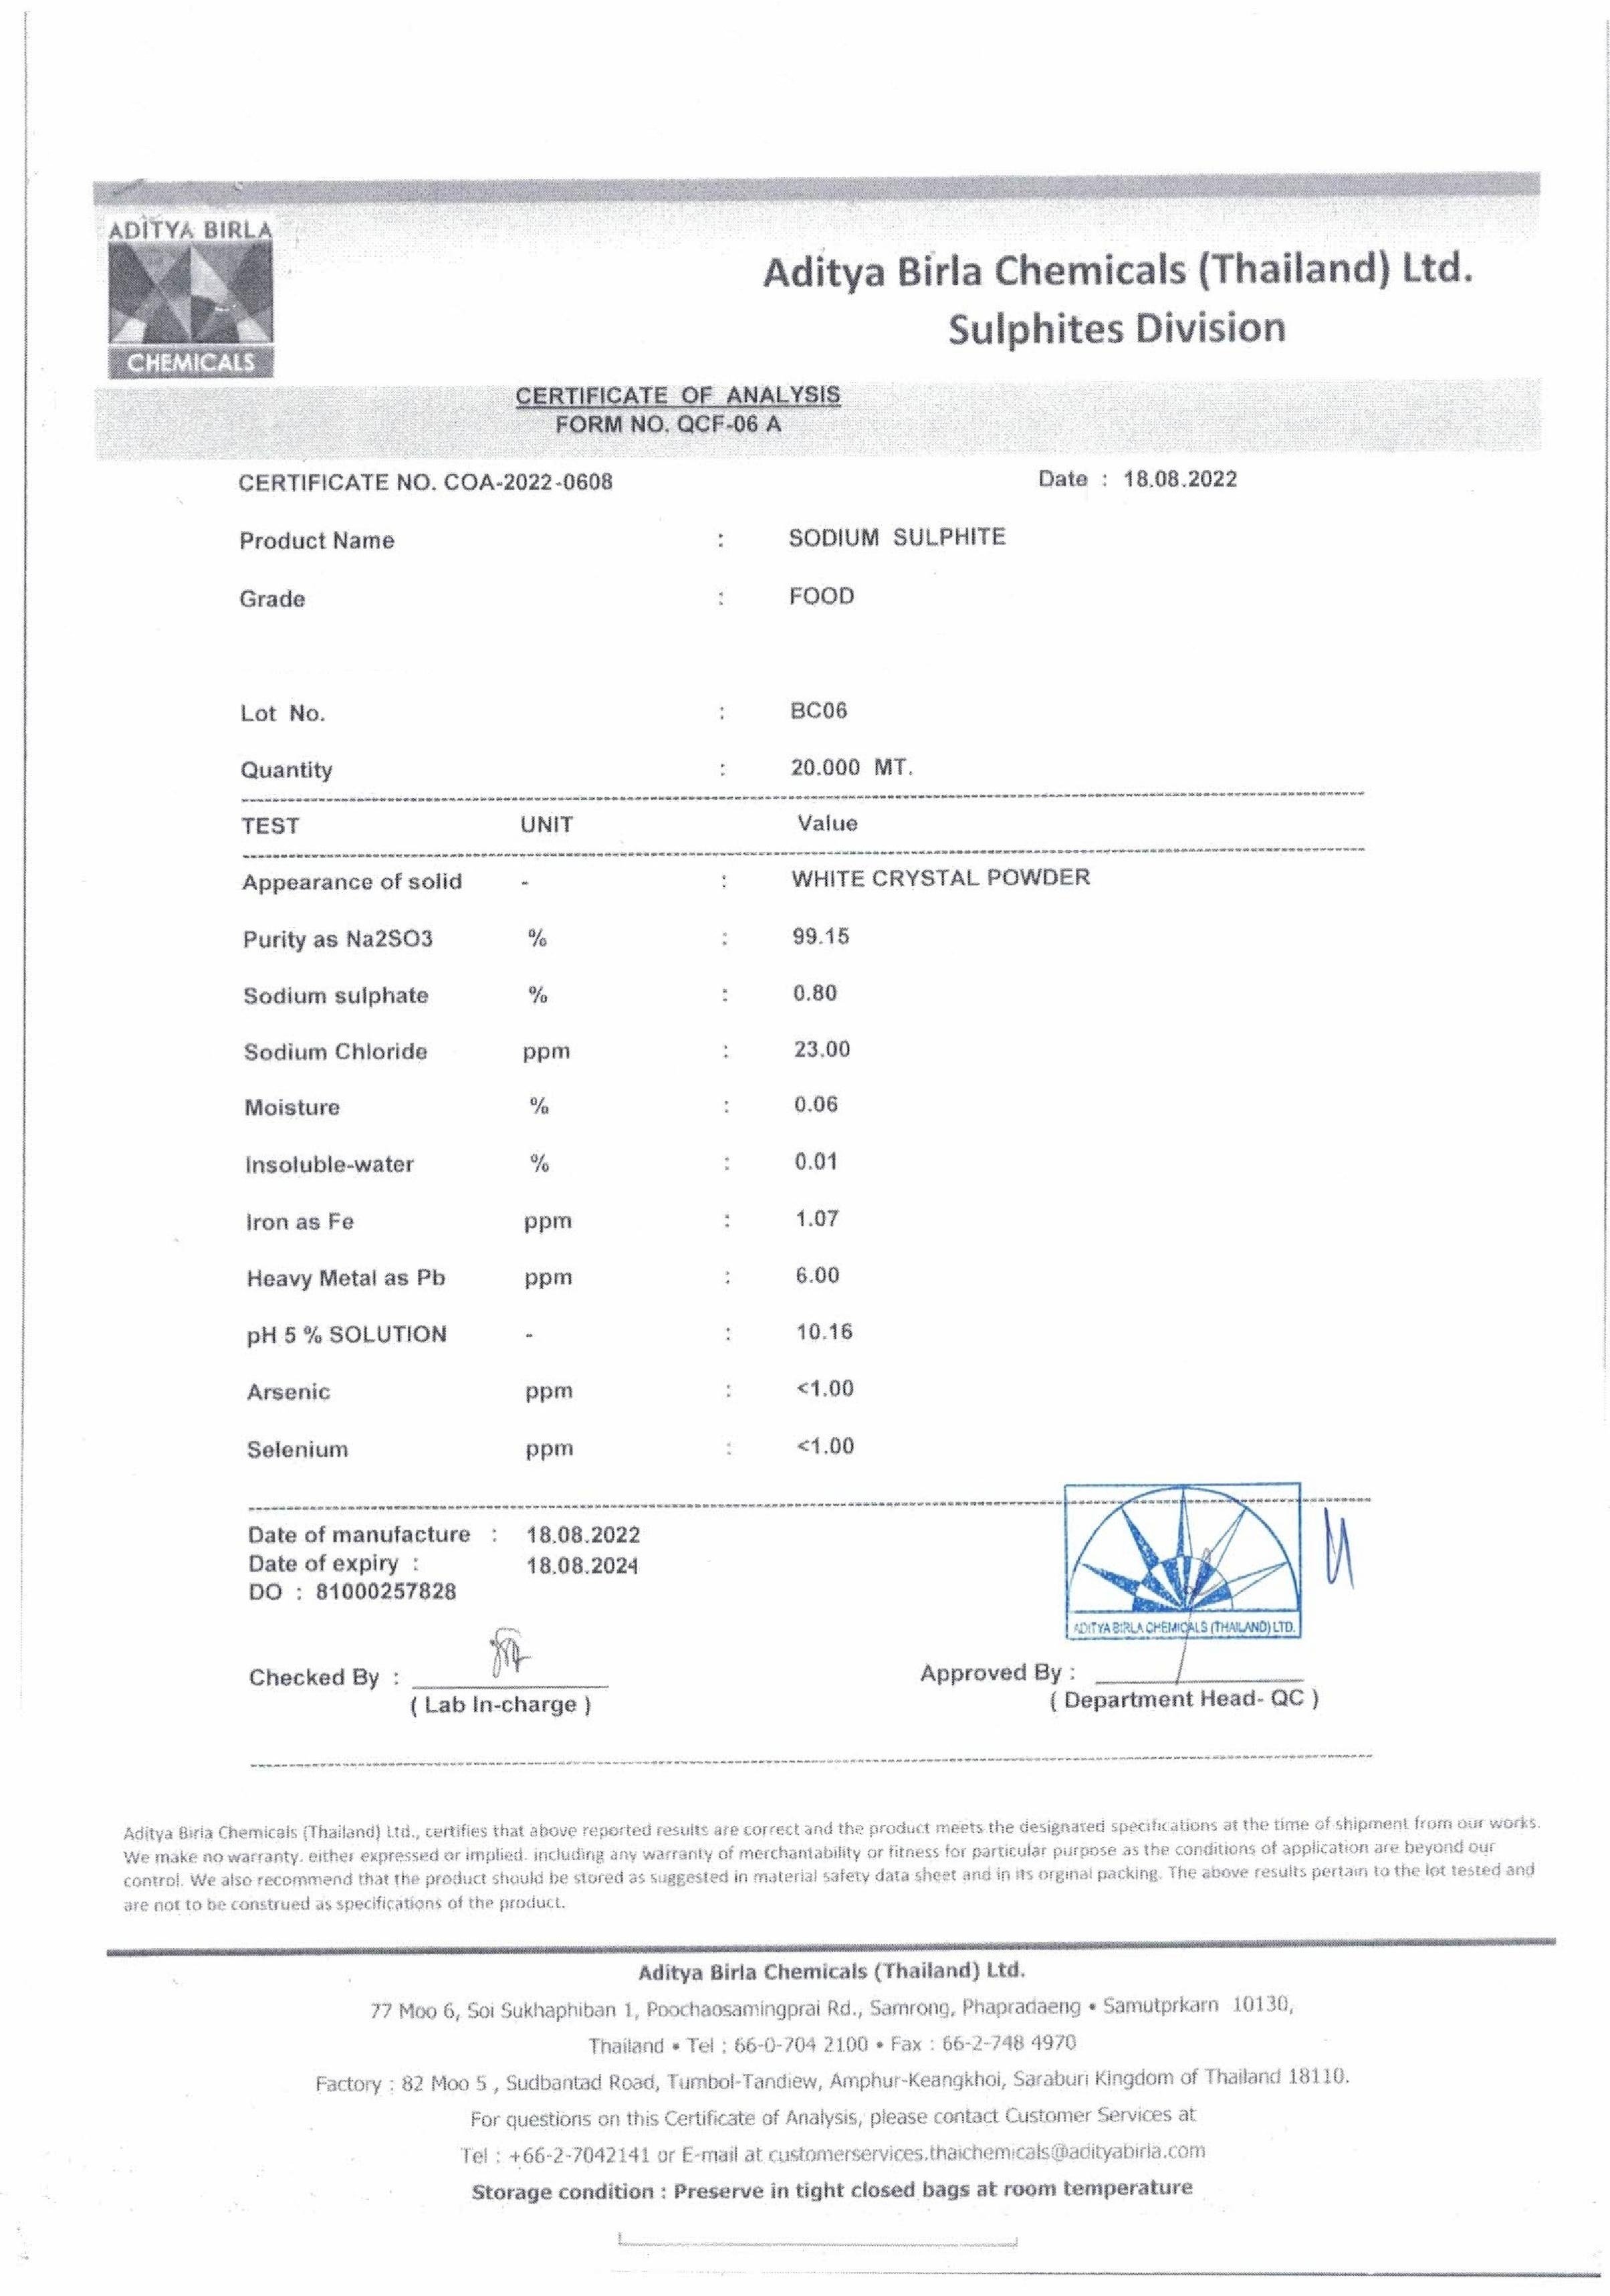 ADITYA BIRLA
CHEMICALS
Aditya Birla Chemicals (Thailand) Ltd.
Sulphites Division
CERTIFICATE OF ANALYSIS
FORM NO. QCF-06 A
CERTIFICATE NO. COA-2022-0608 Date : 18.08.2022
Product Name : SODIUM SULPHITE
Grade : FOOD
Lot No. : BC06
Quantity : 20.000 MT.
TEST UNIT Value
Appearance of solid - : WHITE CRYSTAL POWDER
Purity as Na2SO3 % : 99.15
Sodium sulphate % : 0.80
Sodium Chloride ppm : 23.00
Moisture % : 0.06
Insoluble-water % : 0.01
Iron as Fe ppm : 1.07
Heavy Metal as Pb ppm : 6.00
pH 5 % SOLUTION - : 10.16
Arsenic ppm : <1.00
Selenium ppm : <1.00
Date of manufacture : 18.08.2022
Date of expiry : 18.08.2024
DO : 81000257828
ADITYA BIRLA CHEMICALS (THAILAND) LTD.
Checked By : Approved By :
( Lab In-charge ) ( Department Head- QC )
Aditya Birla Chemicals (Thailand) Ltd., certifies that above reported results are correct and the product meets the designated specifications at the time of shipment from our works.
We make no warranty. either expressed or implied. including any warranty of merchantability or fitness for particular purpose as the conditions of application are beyond our
control. We also recommend that the product should be stored as suggested in material safety data sheet and in its orginal packing. The above results pertain to the lot tested and
are not to be construed as specifications of the product.
Aditya Birla Chemicals (Thailand) Ltd.
77 Moo 6, Soi Sukhaphiban 1, Poochaosamingprai Rd., Samrong, Phapradaeng • Samutprkarn 10130,
Thailand • Tel : 66-0-704 2100 • Fax : 66-2-748 4970
Factory : 82 Moo 5 , Sudbantad Road, Tumbol-Tandiew, Amphur-Keangkhoi, Saraburi Kingdom of Thailand 18110.
For questions on this Certificate of Analysis, please contact Customer Services at
Tel : +66-2-7042141 or E-mail at customerservices.thaichemicals@adityabirla.com
Storage condition : Preserve in tight closed bags at room temperature